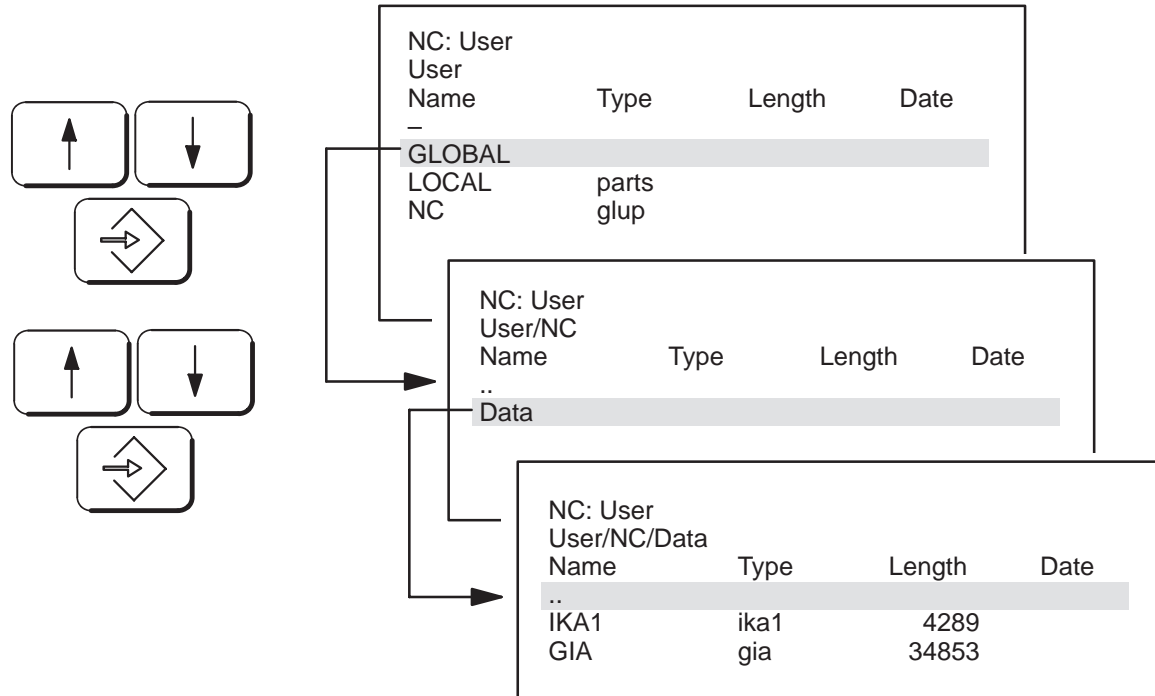 NC: User
User
Name Type Length Date
–
GLOBAL
LOCAL parts
NC glup
NC: User
User/NC
Name Type Length Date
..
Data
NC: User
User/NC/Data
Name Type Length Date
..
IKA1 ika1 4289
GIA gia 34853